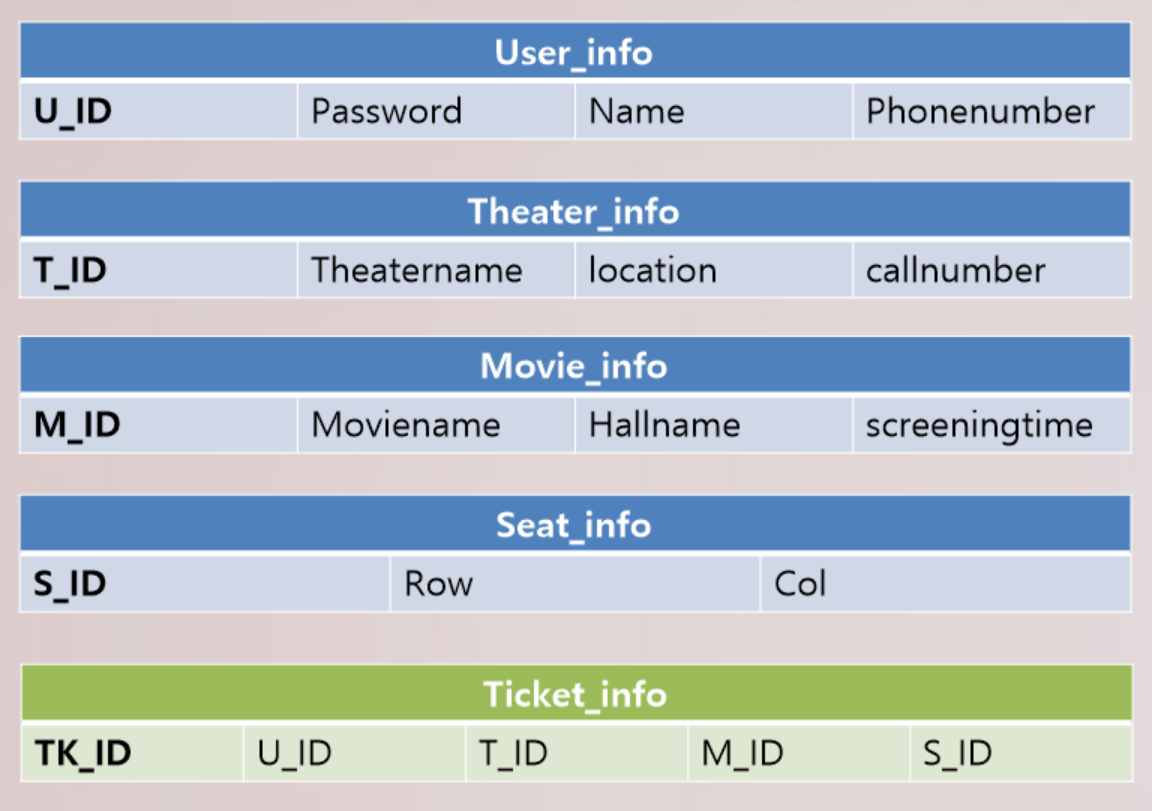 User_info
U_ID Password Name Phonenumber
Theater_info
T_ID Theatername location callnumber
Movie_info
M_ID Moviename Hallname screeningtime
Seat_info
S_ID Row Col
Ticket_info
TK_ID U_ID T_ID M_ID S_ID